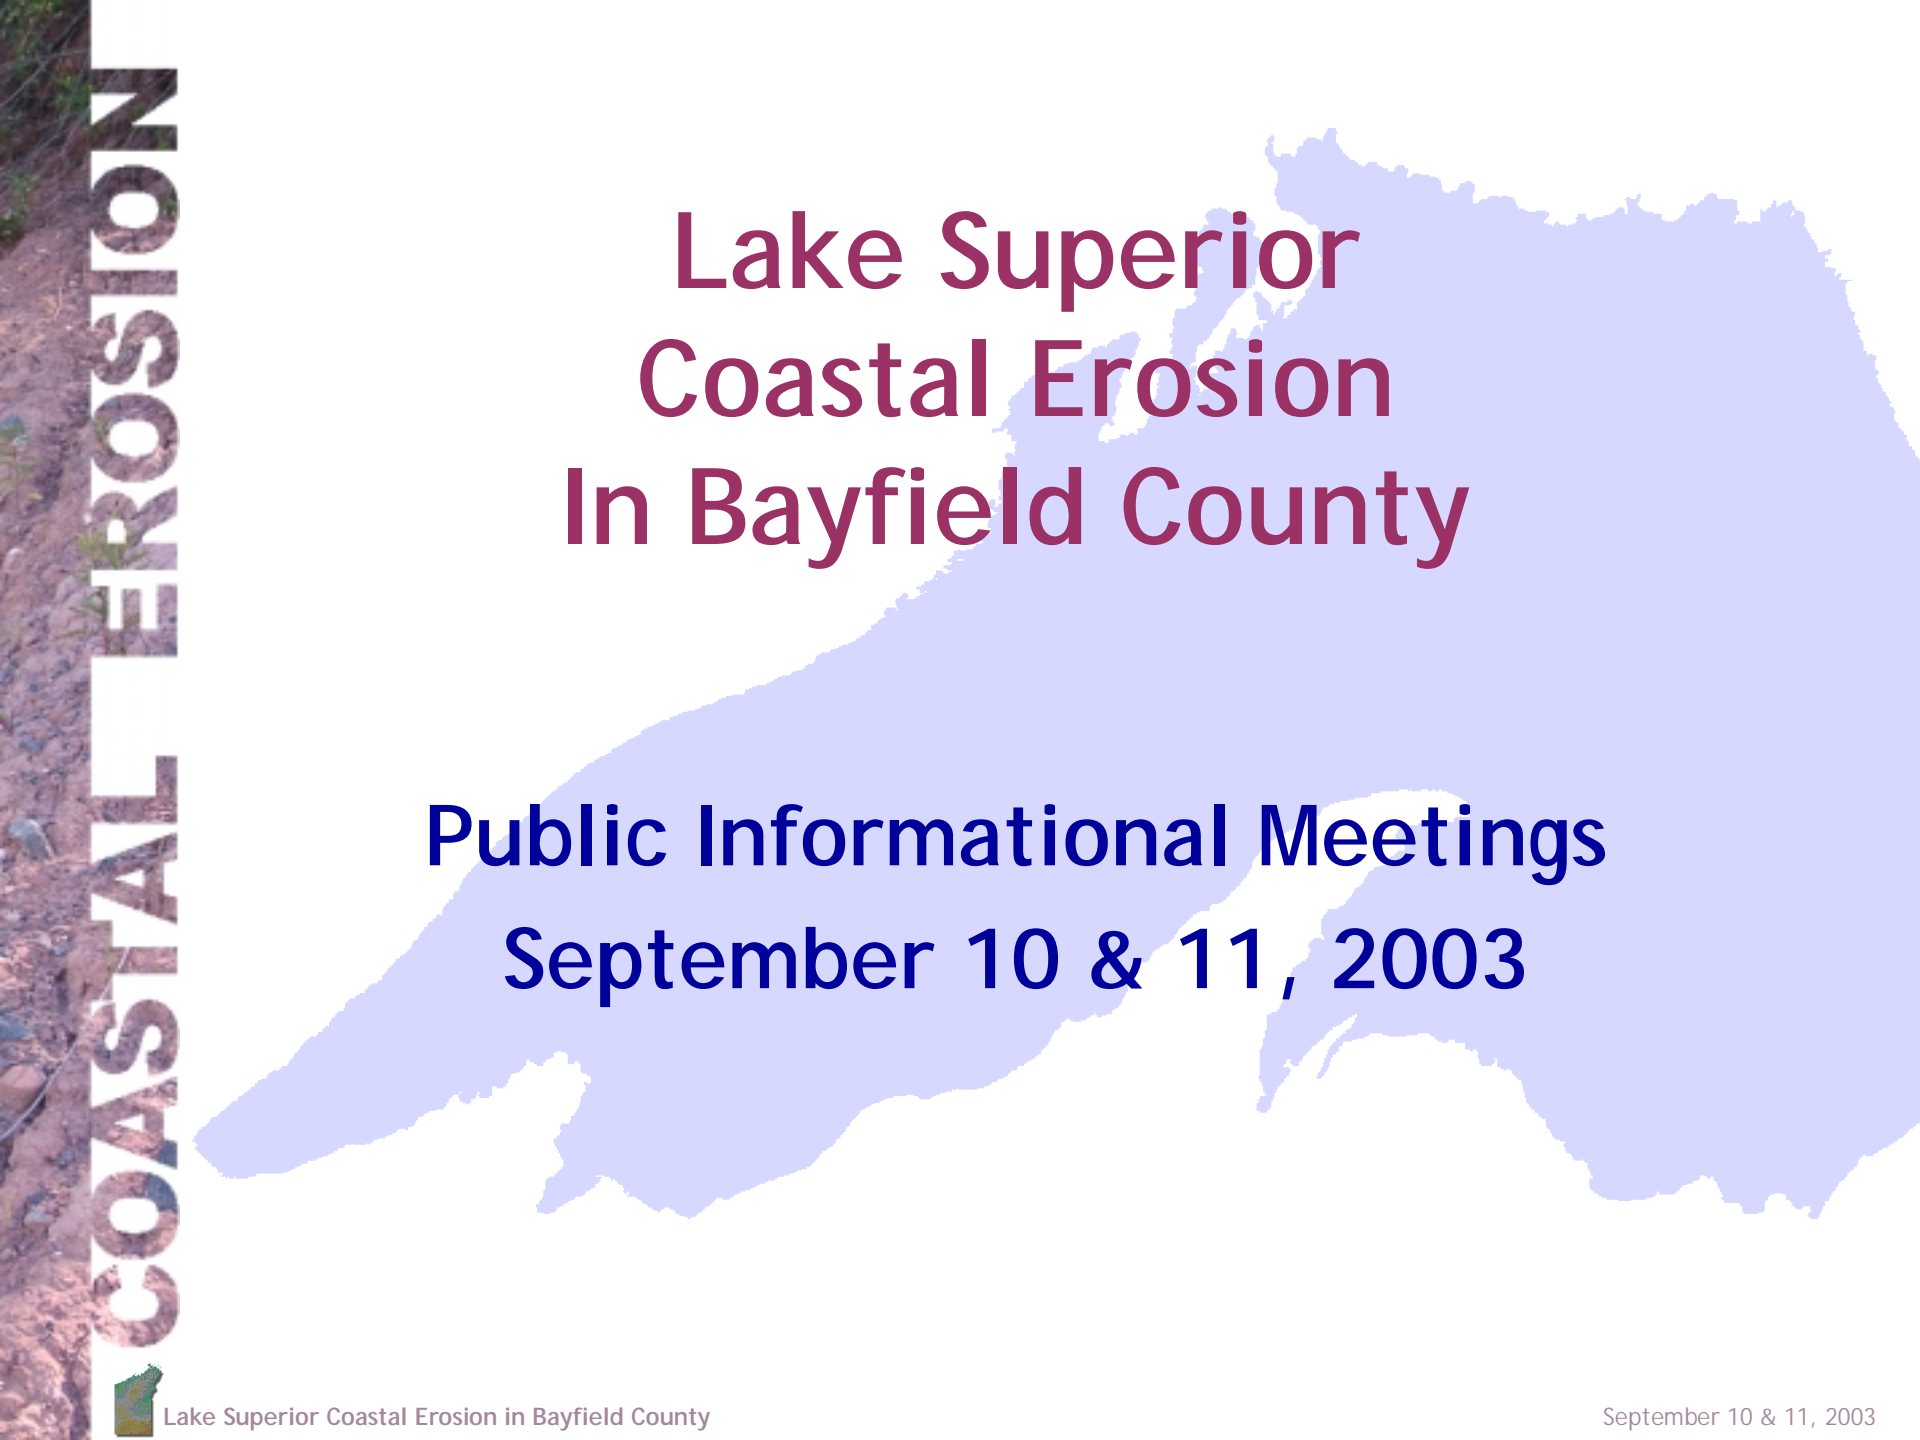 COASTAL EROSION
Lake Superior
Coastal Erosion
In Bayfield County
Public Informational Meetings
September 10 & 11, 2003
Lake Superior Coastal Erosion in Bayfield County
September 10 & 11, 2003